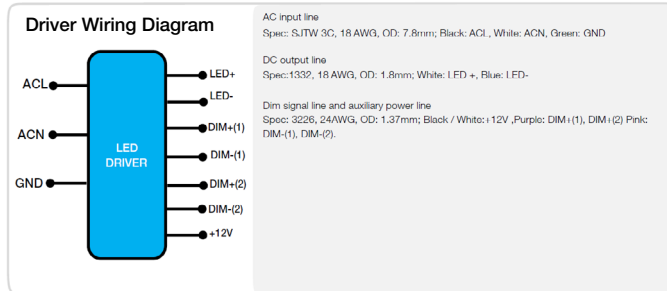 Driver Wiring Diagram
ACL
ACN
GND
LED
DRIVER
LED+
LED-
DIM+(1)
DIM-(1)
DIM+(2)
DIM-(2)
+12V
AC input line
Spec: SJTW 3C, 18 AWG, OD: 7.8mm; Black: ACL, White: ACN, Green: GND
DC output line
Spec:1332, 18 AWG, OD: 1.8mm; White: LED +, Blue: LED-
Dim signal line and auxiliary power line
Spec: 3226, 24AWG, OD: 1.37mm; Black / White:+12V ,Purple: DIM+(1), DIM+(2) Pink:
DIM-(1), DIM-(2).